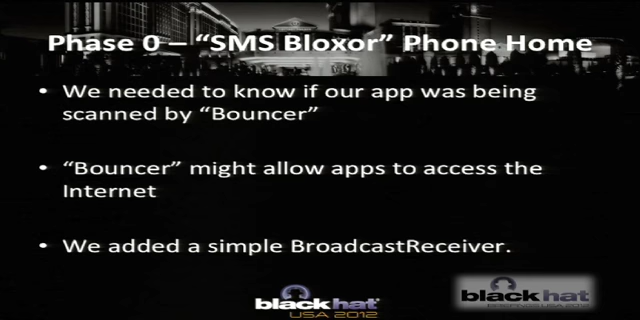 Phase 0 – “SMS Bloxor” Phone Home
• We needed to know if our app was being
scanned by “Bouncer”
• “Bouncer” might allow apps to access the
Internet
• We added a simple BroadcastReceiver.
black hat
USA 2012
black hat